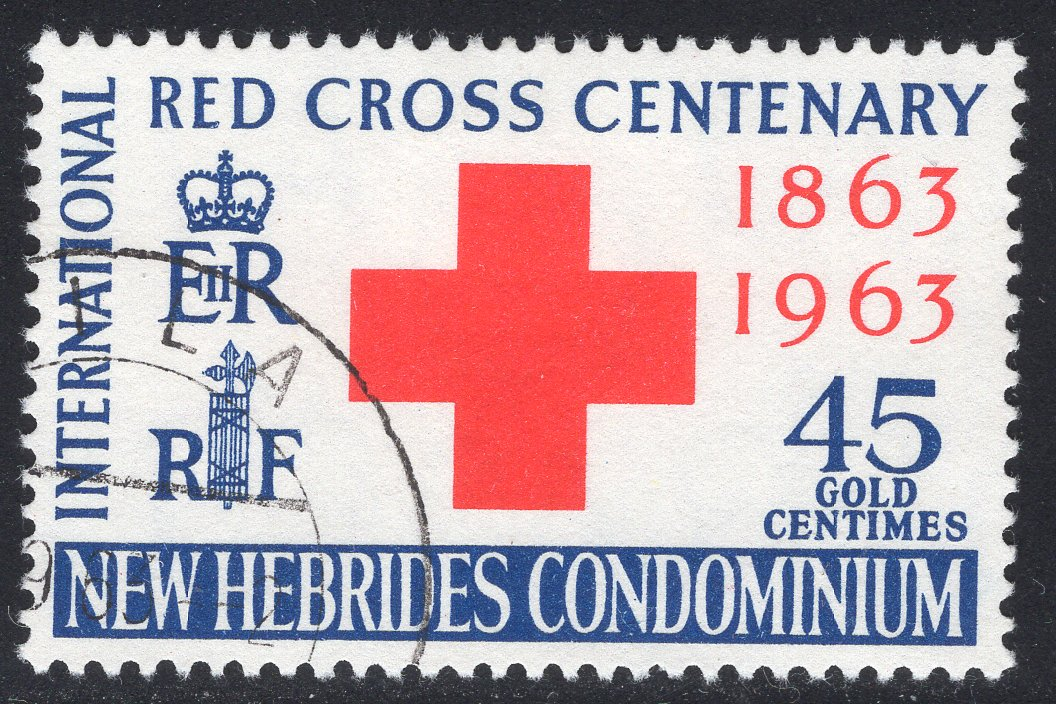 INTERNATIONAL
RED CROSS CENTENARY
1863
1963
EIIR
RF
45
GOLD
CENTIMES
NEW HEBRIDES CONDOMINIUM